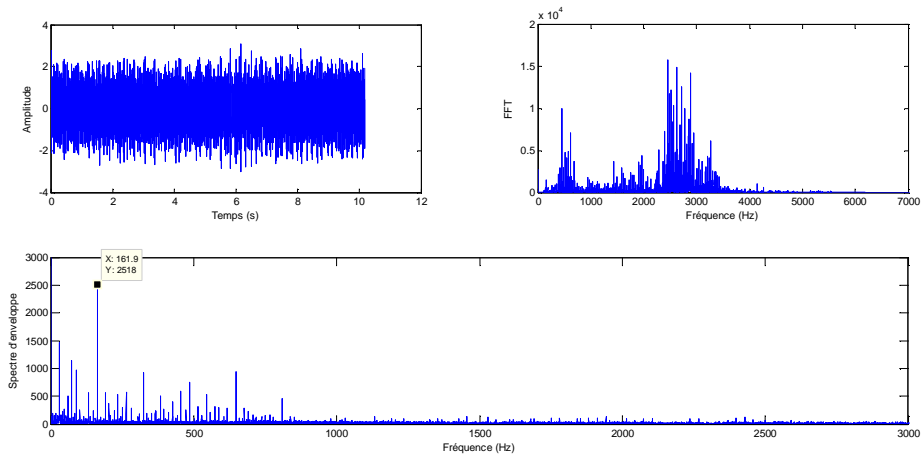 4
2
0
-2
-4
Amplitude
0 2 4 6 8 10 12
Temps (s)
x 10^4
2
1.5
1
0.5
0
FFT
0 1000 2000 3000 4000 5000 6000 7000
Fréquence (Hz)
3000
2500
2000
1500
1000
500
0
Spectre d'enveloppe
X: 161.9
Y: 2518
0 500 1000 1500 2000 2500 3000
Fréquence (Hz)